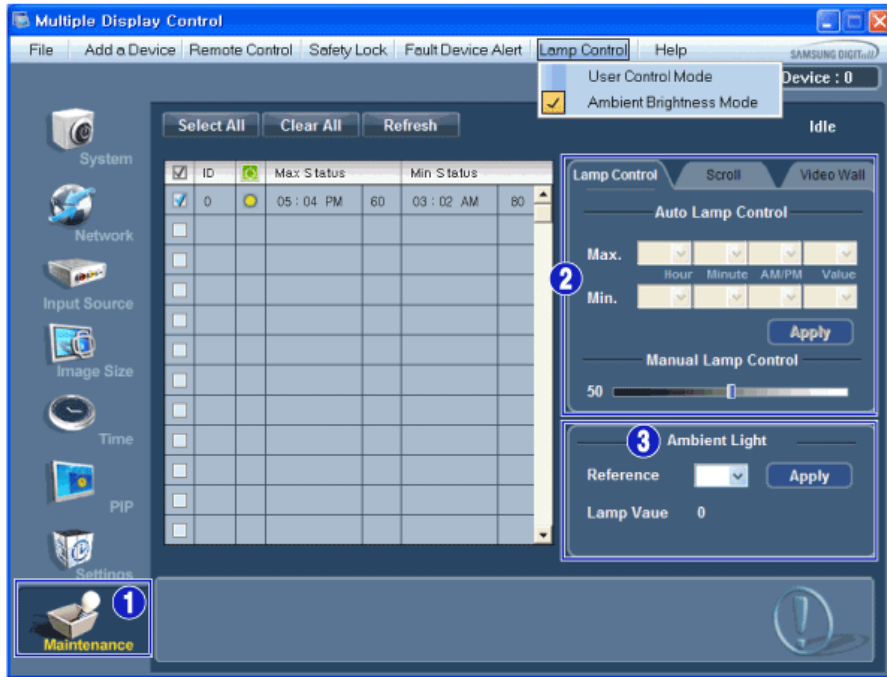 Multiple Display Control
File Add a Device Remote Control Safety Lock Fault Device Alert Lamp Control Help SAMSUNG DIGITall
User Control Mode
Ambient Brightness Mode
Device : 0
Select All Clear All Refresh Idle
System
Network
Input Source
Image Size
Time
PIP
Settings
1
Maintenance
ID Max Status Min Status
0 05 : 04 PM 60 03 : 02 AM 80
Lamp Control Scroll Video Wall
Auto Lamp Control
Max.
Hour Minute AM/PM Value
2
Min.
Apply
Manual Lamp Control
50
3 Ambient Light
Reference Apply
Lamp Vaue 0